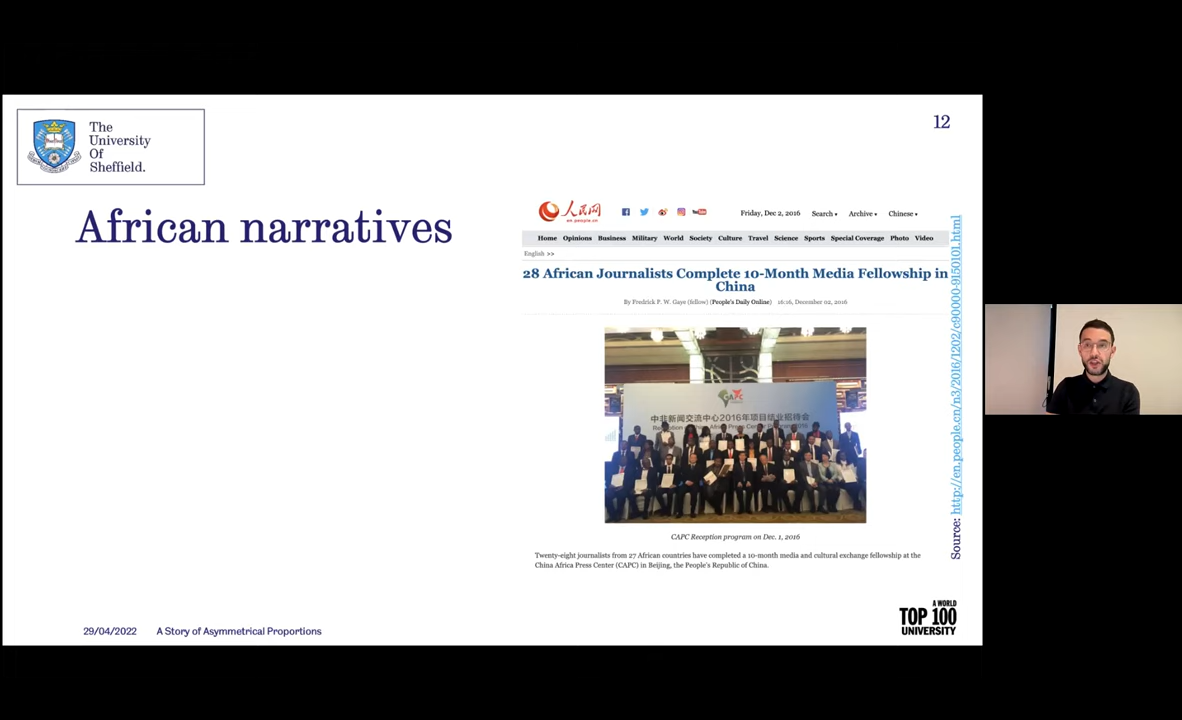 The
University
Of
Sheffield.
12
African narratives
人民网
en.people.cn
You
Tube
Friday, Dec 2, 2016
Search
Archive
Chinese
Home Opinions Business Military World Society Culture Travel Science Sports Special Coverage Photo Video
English >>
28 African Journalists Complete 10-Month Media Fellowship in
China
By Fredrick P. W. Gaye (fellow) (People's Daily Online) 16:16, December 02, 2016
CAPC
中非新闻交流中心2016年项目结业招待会
CAPC Reception program on Dec. 1, 2016
Twenty-eight journalists from 27 African countries have completed a 10-month media and cultural exchange fellowship at the
China Africa Press Center (CAPC) in Beijing, the People's Republic of China.
Source: http://en.people.cn/n3/2016/1202/c90000-9150101.html
29/04/2022 A Story of Asymmetrical Proportions
A WORLD
TOP 100
UNIVERSITY